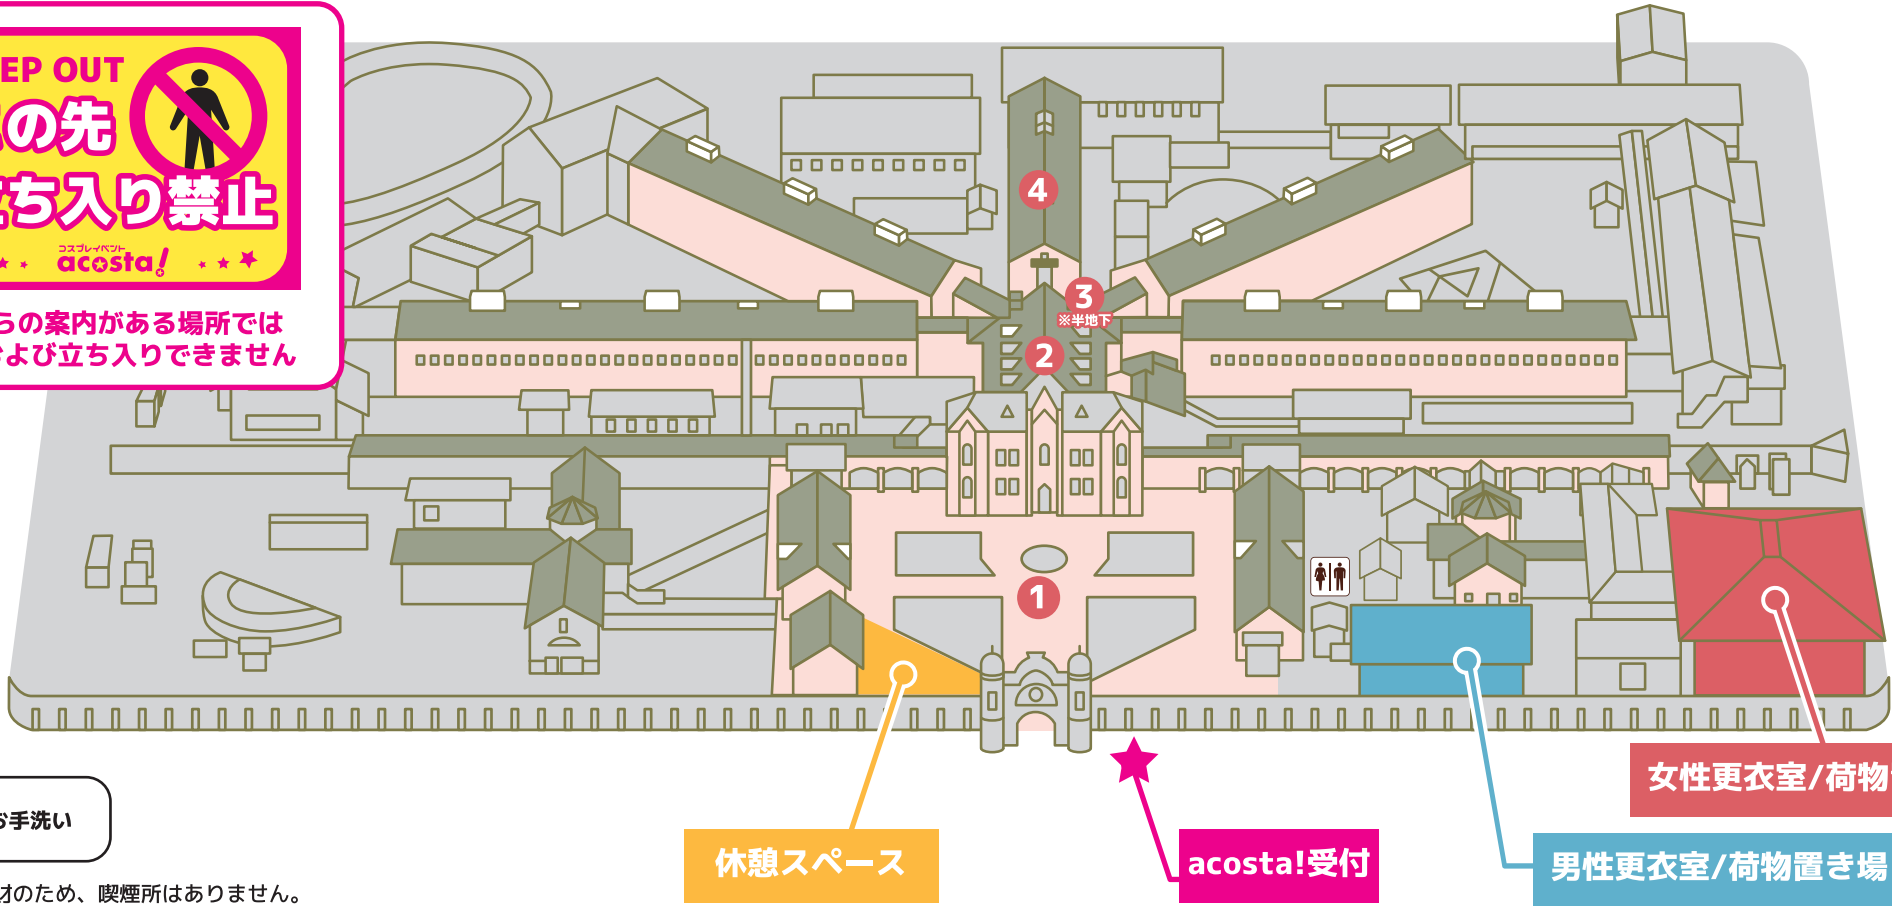 EP OUT
の先
ち入り禁止
コスプレイベント
acosta!
らの案内がある場所では
および立ち入りできません
4
3
※半地下
2
1
女性更衣室/荷物
お手洗い
休憩スペース
acosta!受付
男性更衣室/荷物置き場
のため、喫煙所はありません。